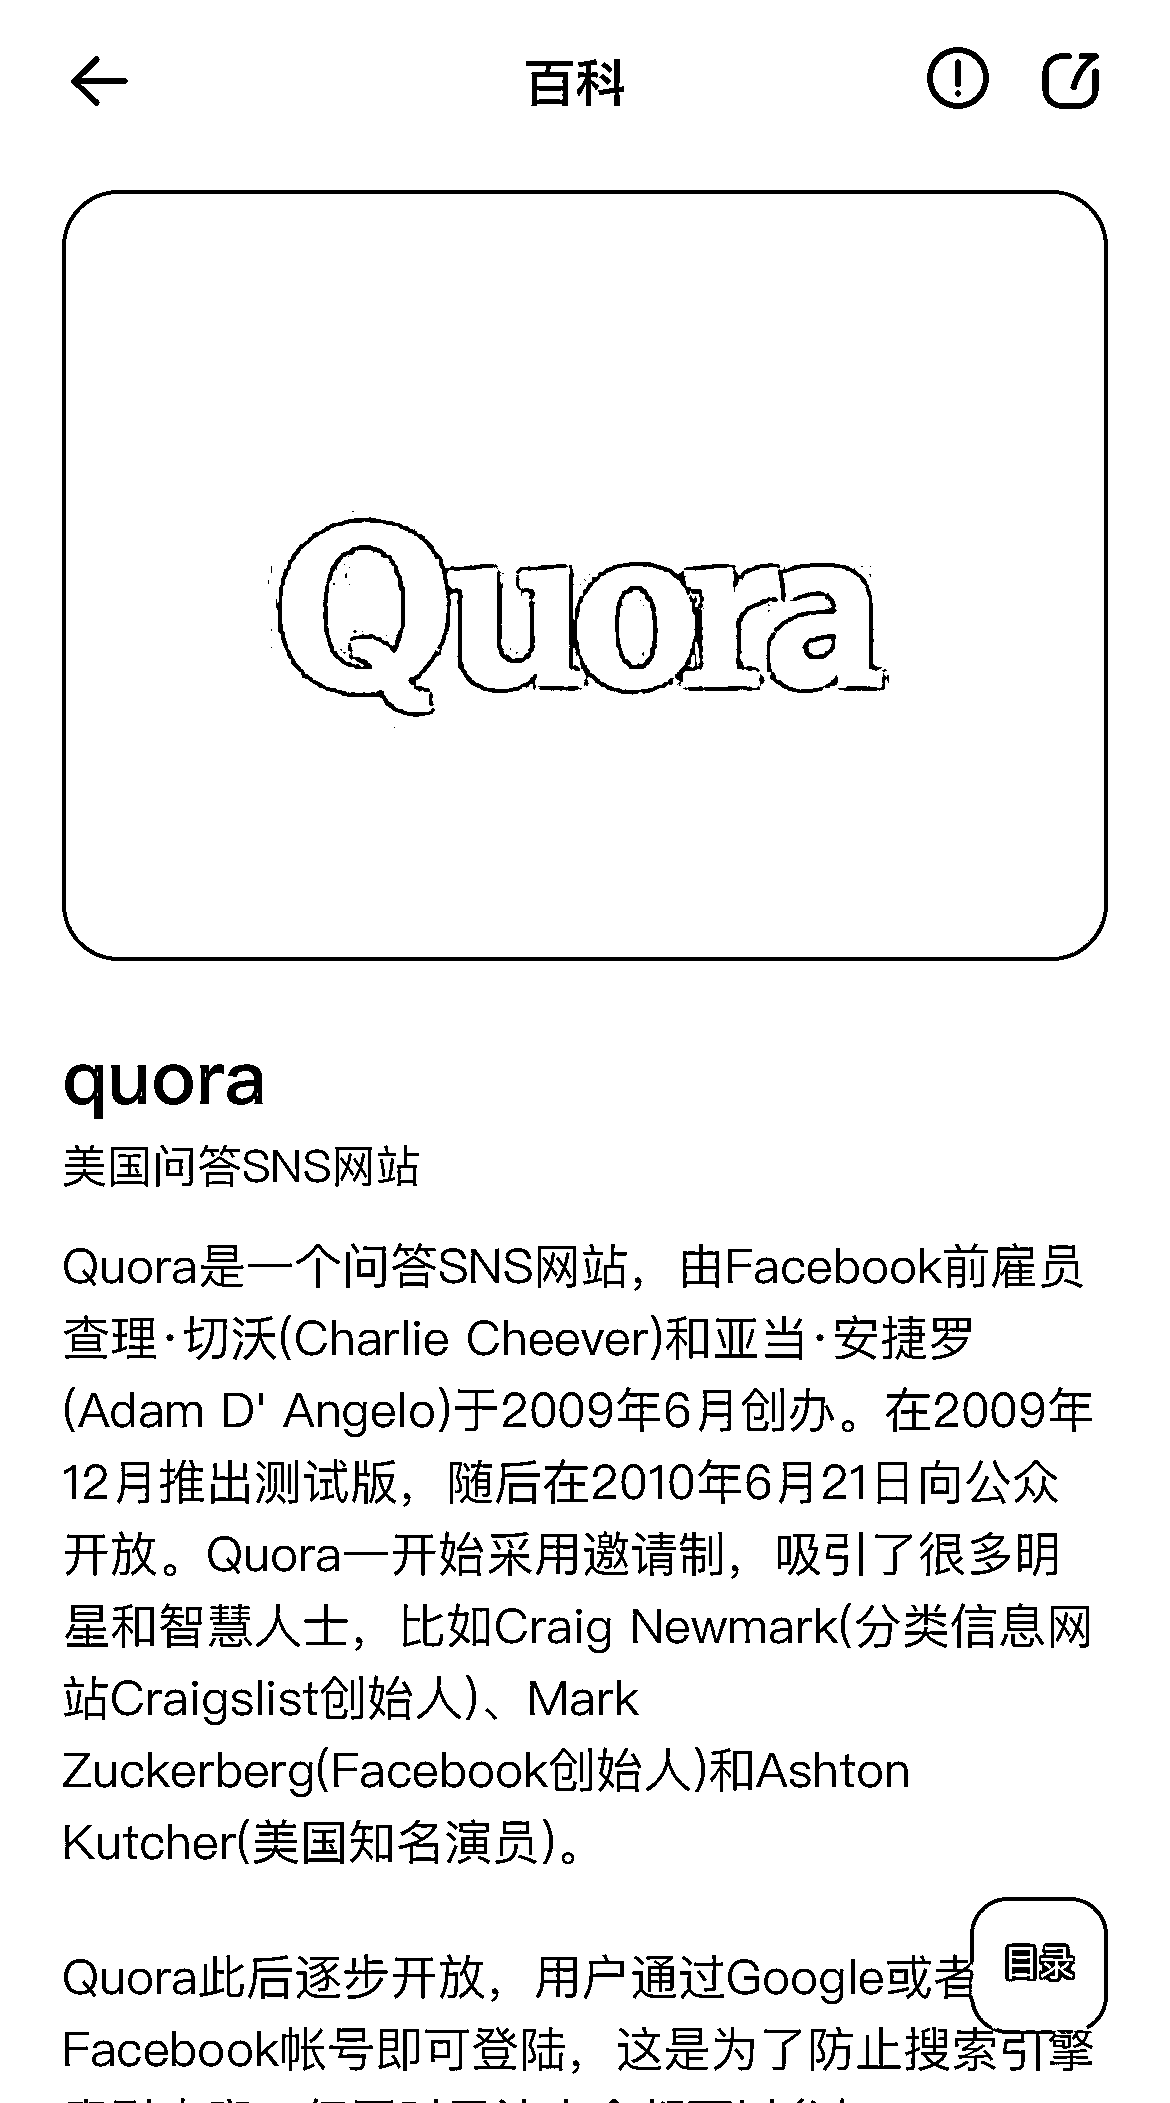 百科
Quora
quora
美国问答SNS网站
Quora是一个问答SNS网站，由Facebook前雇员
查理·切沃(Charlie Cheever)和亚当·安捷罗
(Adam D' Angelo)于2009年6月创办。在2009年
12月推出测试版，随后在2010年6月21日向公众
开放。Quora一开始采用邀请制，吸引了很多明
星和智慧人士，比如Craig Newmark(分类信息网
站Craigslist创始人)、Mark
Zuckerberg(Facebook创始人)和Ashton
Kutcher(美国知名演员)。
Quora此后逐步开放，用户通过Google或者
目录
Facebook帐号即可登陆，这是为了防止搜索引擎